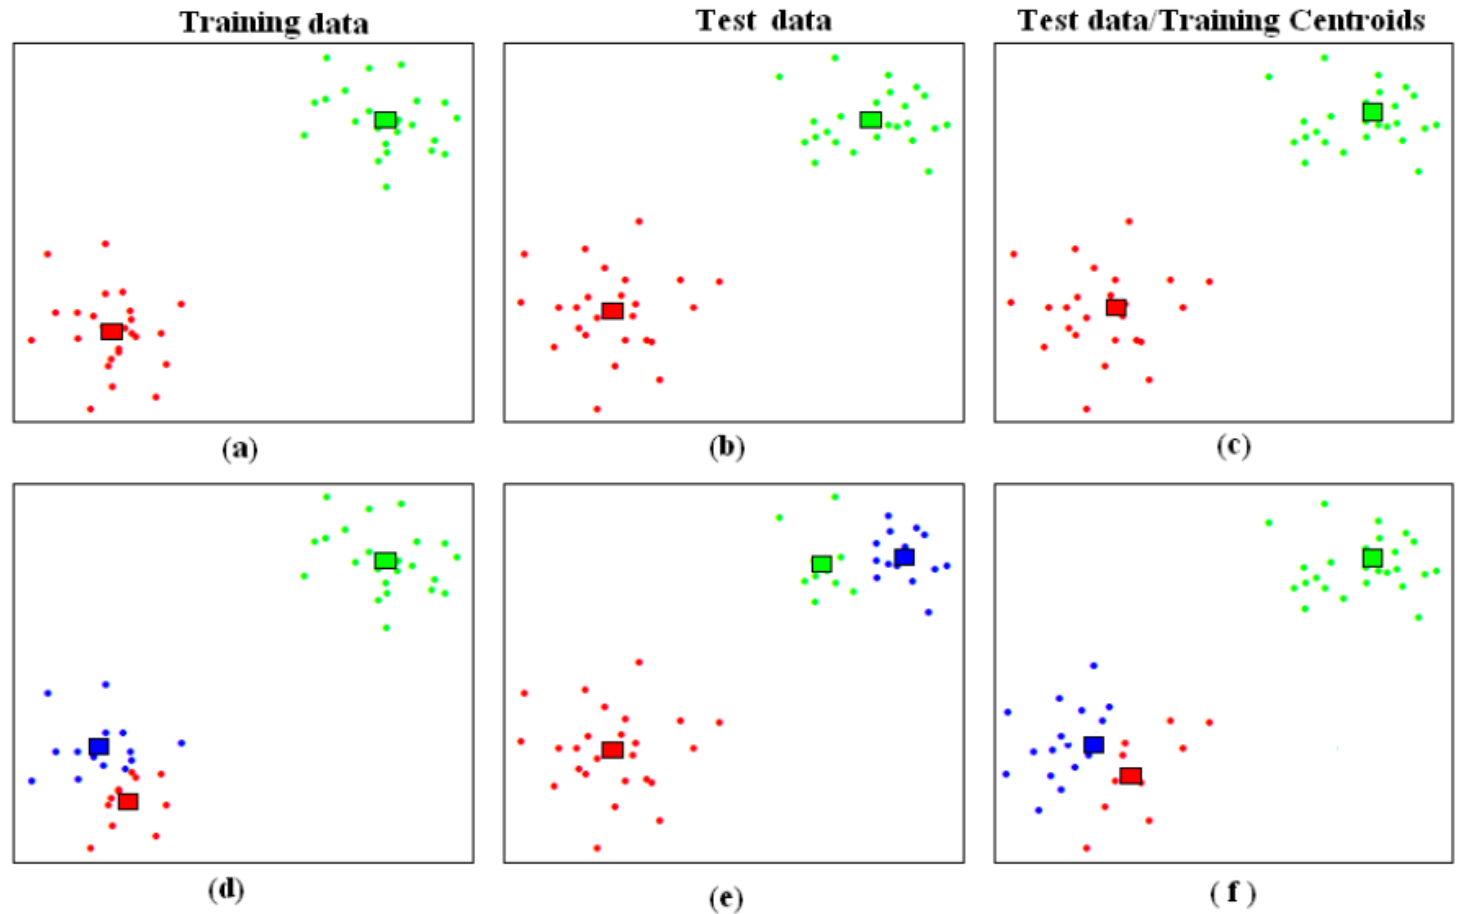 Training data
Test data
Test data/Training Centroids
(a)
(b)
(c)
(d)
(e)
( f )